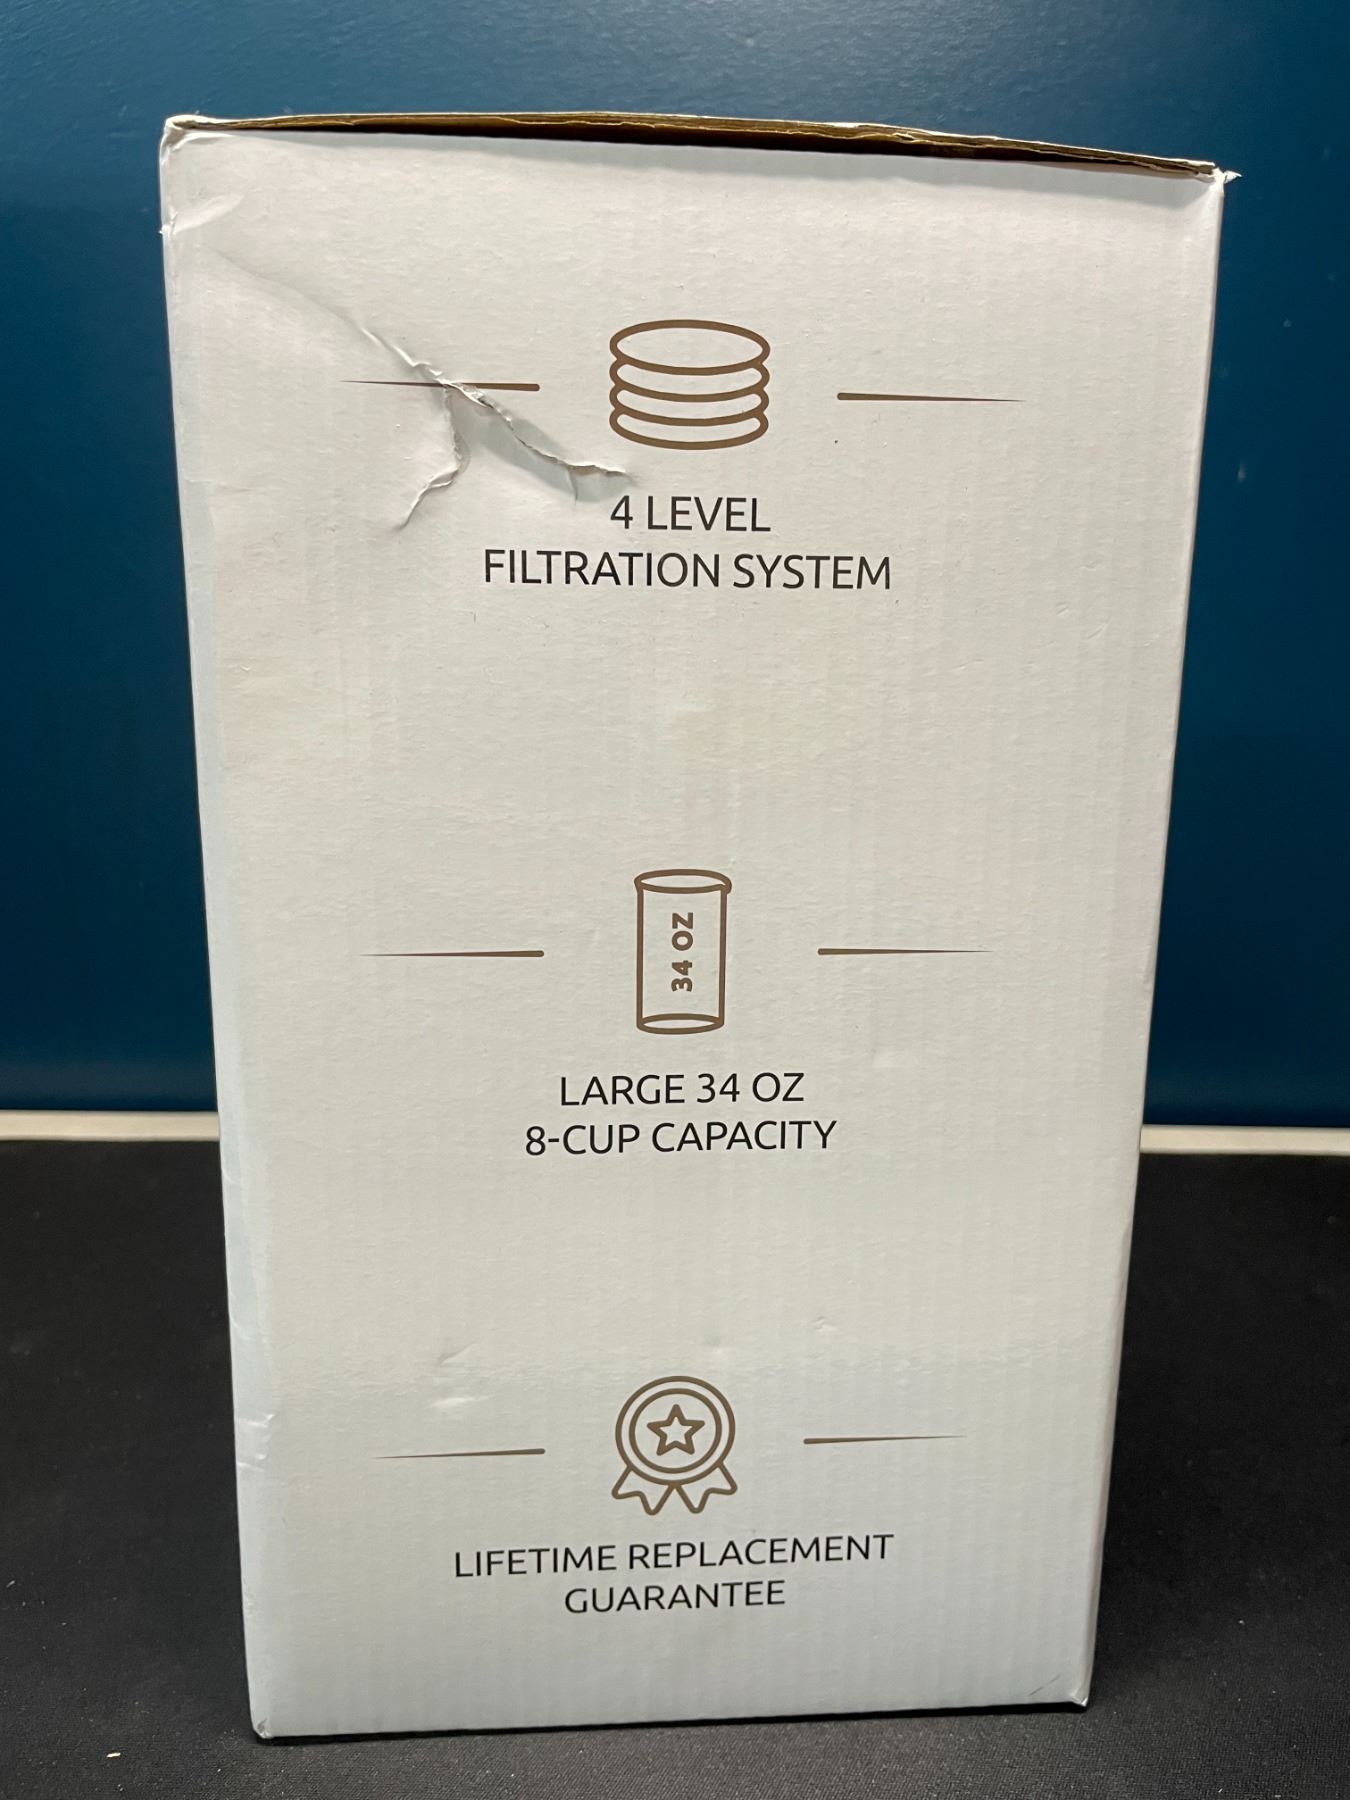 4 LEVEL
FILTRATION SYSTEM
34 OZ
LARGE 34 OZ
8-CUP CAPACITY
LIFETIME REPLACEMENT
GUARANTEE